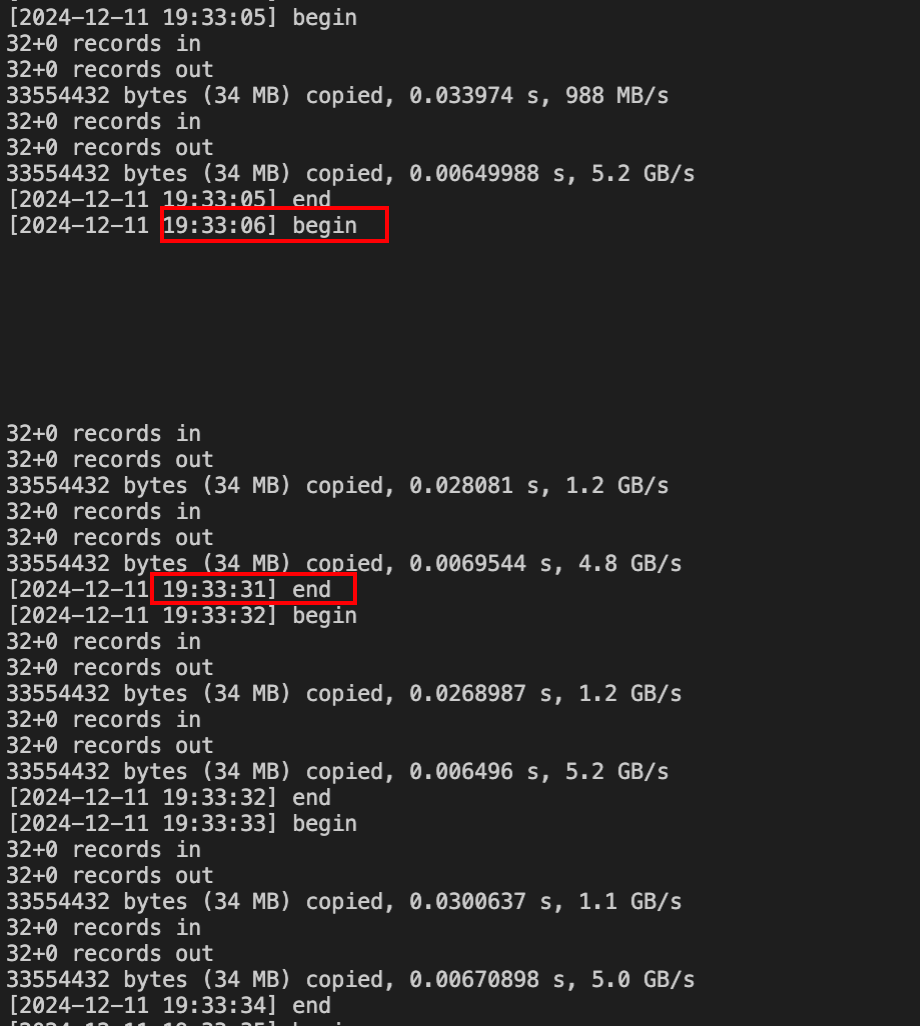 [2024-12-11 19:33:05] begin
32+0 records in
32+0 records out
33554432 bytes (34 MB) copied, 0.033974 s, 988 MB/s
32+0 records in
32+0 records out
33554432 bytes (34 MB) copied, 0.00649988 s, 5.2 GB/s
[2024-12-11 19:33:05] end
[2024-12-11 19:33:06] begin
32+0 records in
32+0 records out
33554432 bytes (34 MB) copied, 0.028081 s, 1.2 GB/s
32+0 records in
32+0 records out
33554432 bytes (34 MB) copied, 0.0069544 s, 4.8 GB/s
[2024-12-11 19:33:31] end
[2024-12-11 19:33:32] begin
32+0 records in
32+0 records out
33554432 bytes (34 MB) copied, 0.0268987 s, 1.2 GB/s
32+0 records in
32+0 records out
33554432 bytes (34 MB) copied, 0.006496 s, 5.2 GB/s
[2024-12-11 19:33:32] end
[2024-12-11 19:33:33] begin
32+0 records in
32+0 records out
33554432 bytes (34 MB) copied, 0.0300637 s, 1.1 GB/s
32+0 records in
32+0 records out
33554432 bytes (34 MB) copied, 0.00670898 s, 5.0 GB/s
[2024-12-11 19:33:34] end